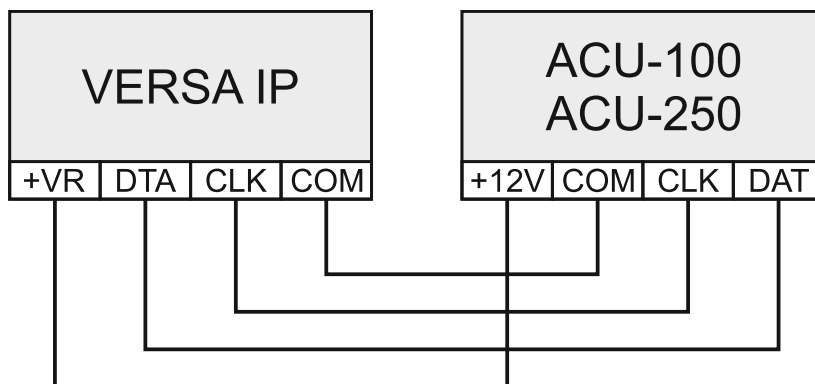 VERSA IP
+VR DTA CLK COM
ACU-100
ACU-250
+12V COM CLK DAT